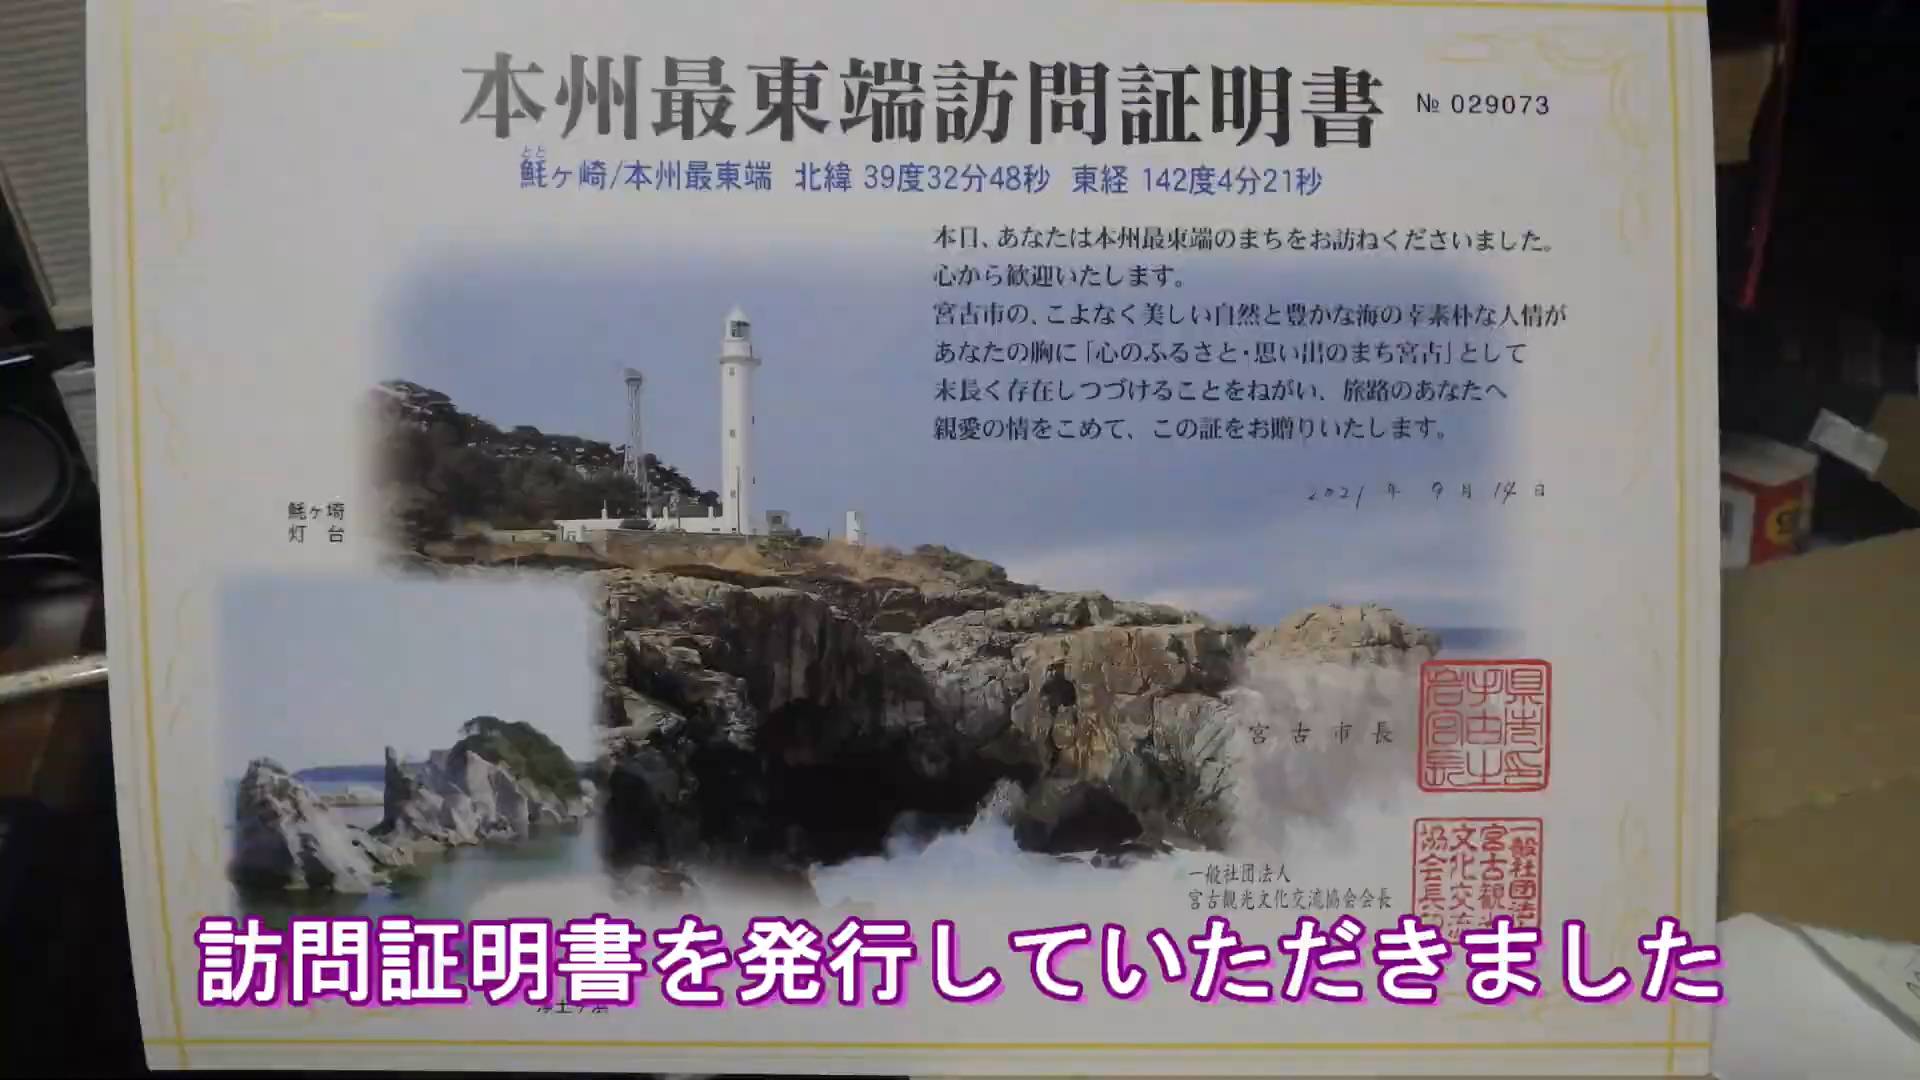 本州最東端訪問証明書
№ 029073
とど
魹ヶ崎/本州最東端 北緯 39度32分48秒 東経 142度4分21秒
本日、あなたは本州最東端のまちをお訪ねくださいました。
心から歓迎いたします。
宮古市の、こよなく美しい自然と豊かな海の幸素朴な人情が
あなたの胸に「心のふるさと・思い出のまち宮古」として
末長く存在しつづけることをねがい、旅路のあなたへ
親愛の情をこめて、この証をお贈りいたします。
2021 年 9 月 14 日
魹ヶ埼
灯 台
宮 古 市 長
一般社団法人
宮古観光文化交流協会会長
訪問証明書を発行していただきました